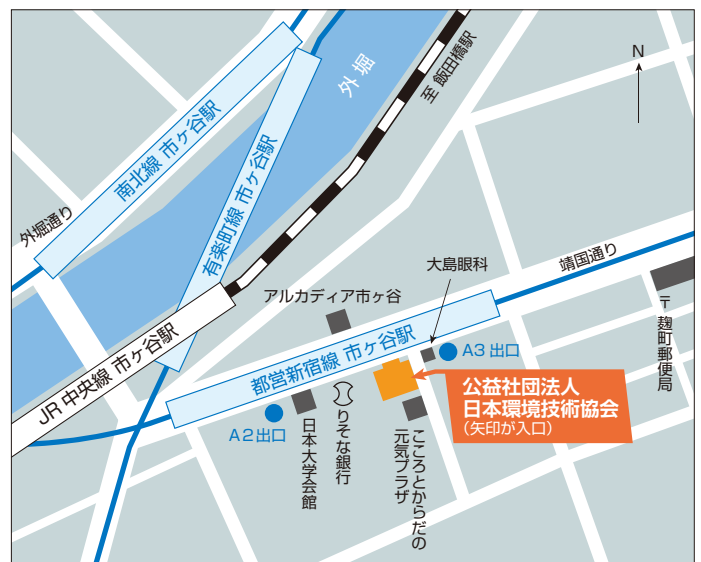 外堀
至 飯田橋駅
N
南北線 市ヶ谷駅
有楽町線 市ヶ谷駅
外堀通り
靖国通り
大島眼科
アルカディア市ヶ谷
〒麹町郵便局
JR中央線 市ヶ谷駅
都営新宿線 市ヶ谷駅
A3 出口
公益社団法人
日本環境技術協会
(矢印が入口)
A2出口
日本大学会館
りそな銀行
こころとからだの
元気プラザ